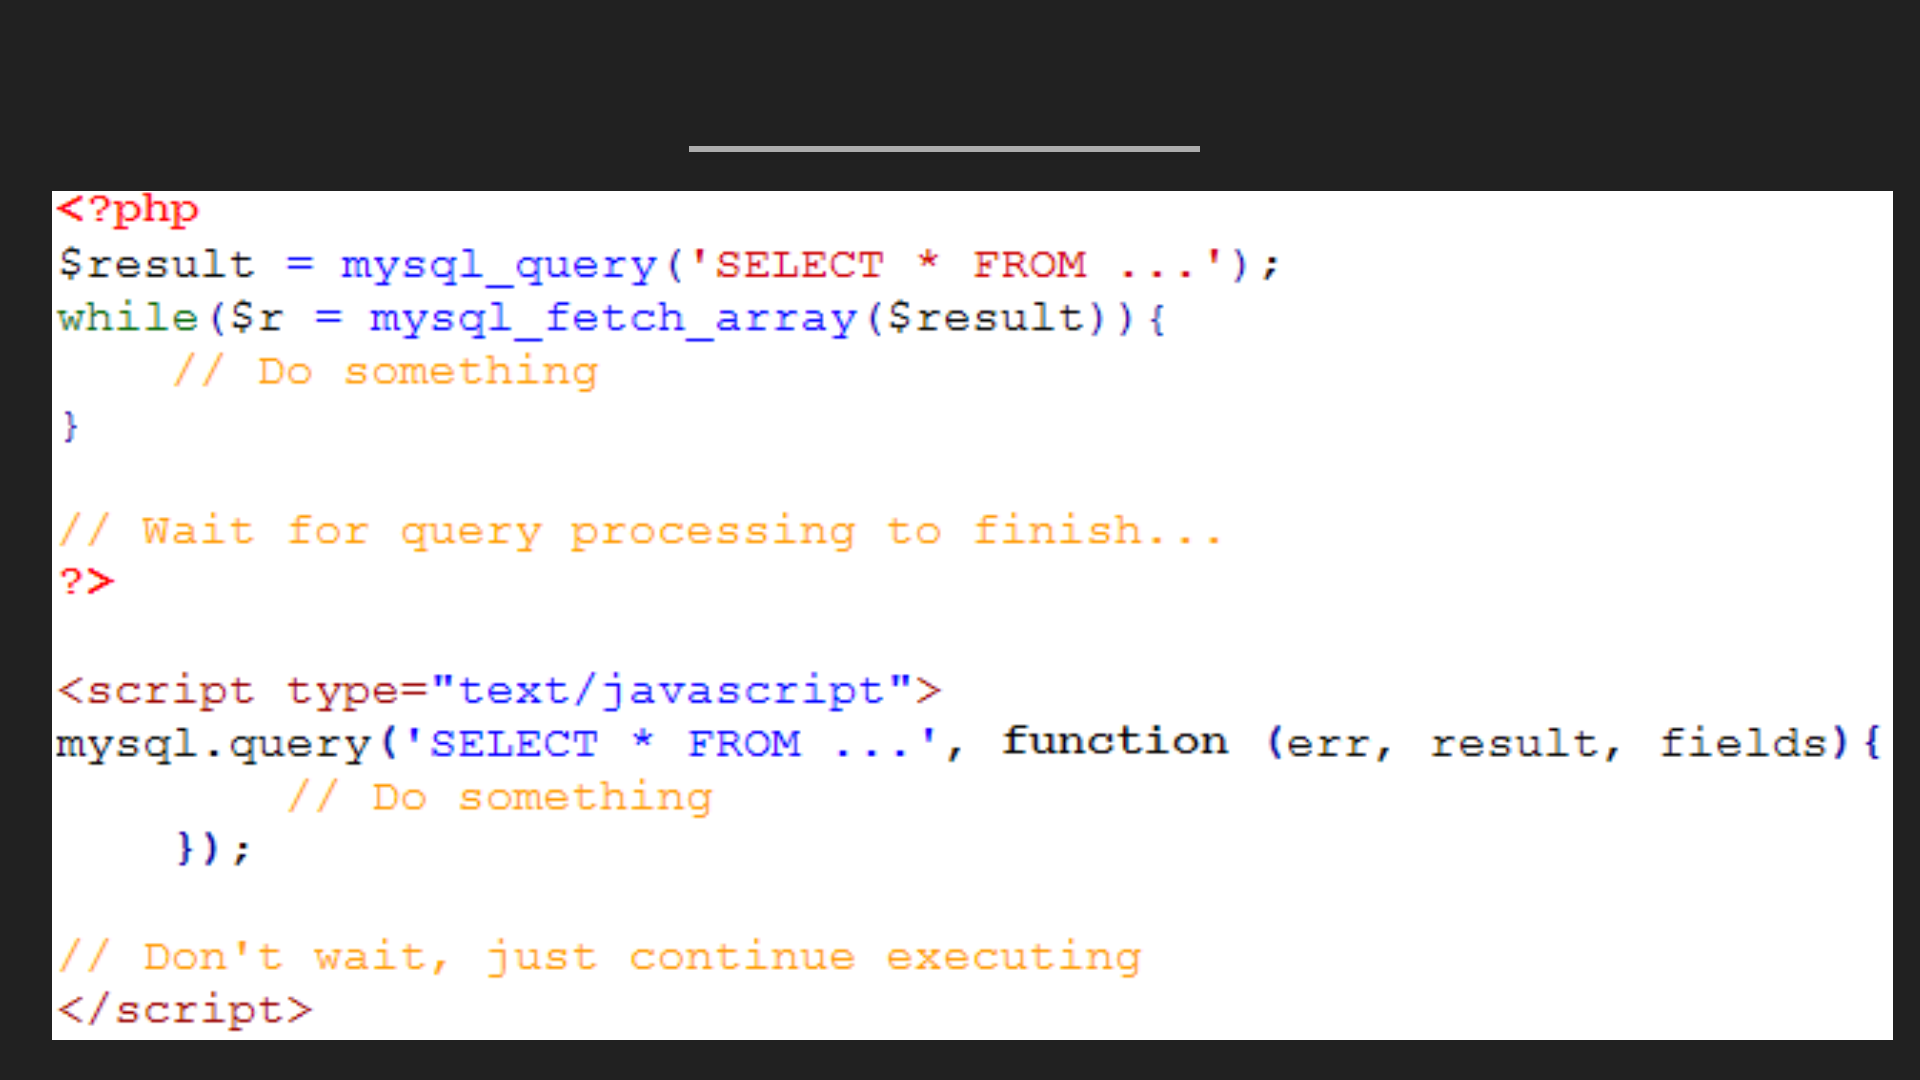 <?php
$result = mysql_query('SELECT * FROM ...');
while($r = mysql_fetch_array($result)){
    // Do something
}
// Wait for query processing to finish...
?>
<script type="text/javascript">
mysql.query('SELECT * FROM ...', function (err, result, fields){
        // Do something
    });
// Don't wait, just continue executing
</script>